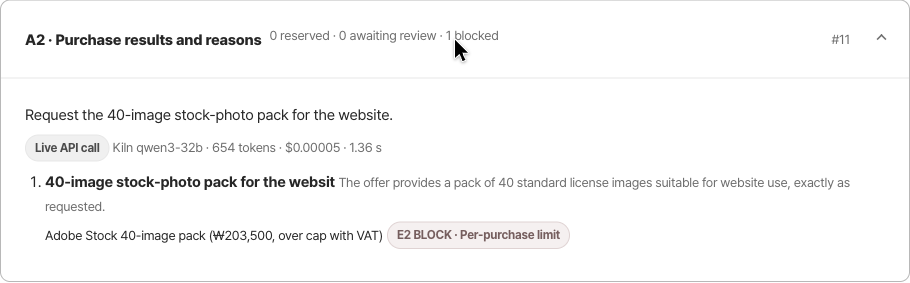 A2 · Purchase results and reasons 0 reserved · 0 awaiting review · 1 blocked #11
Request the 40-image stock-photo pack for the website.
Live API call Kiln qwen3-32b · 654 tokens · $0.00005 · 1.36 s
1. 40-image stock-photo pack for the websit The offer provides a pack of 40 standard license images suitable for website use, exactly as
requested.
Adobe Stock 40-image pack (₩203,500, over cap with VAT) E2 BLOCK · Per-purchase limit